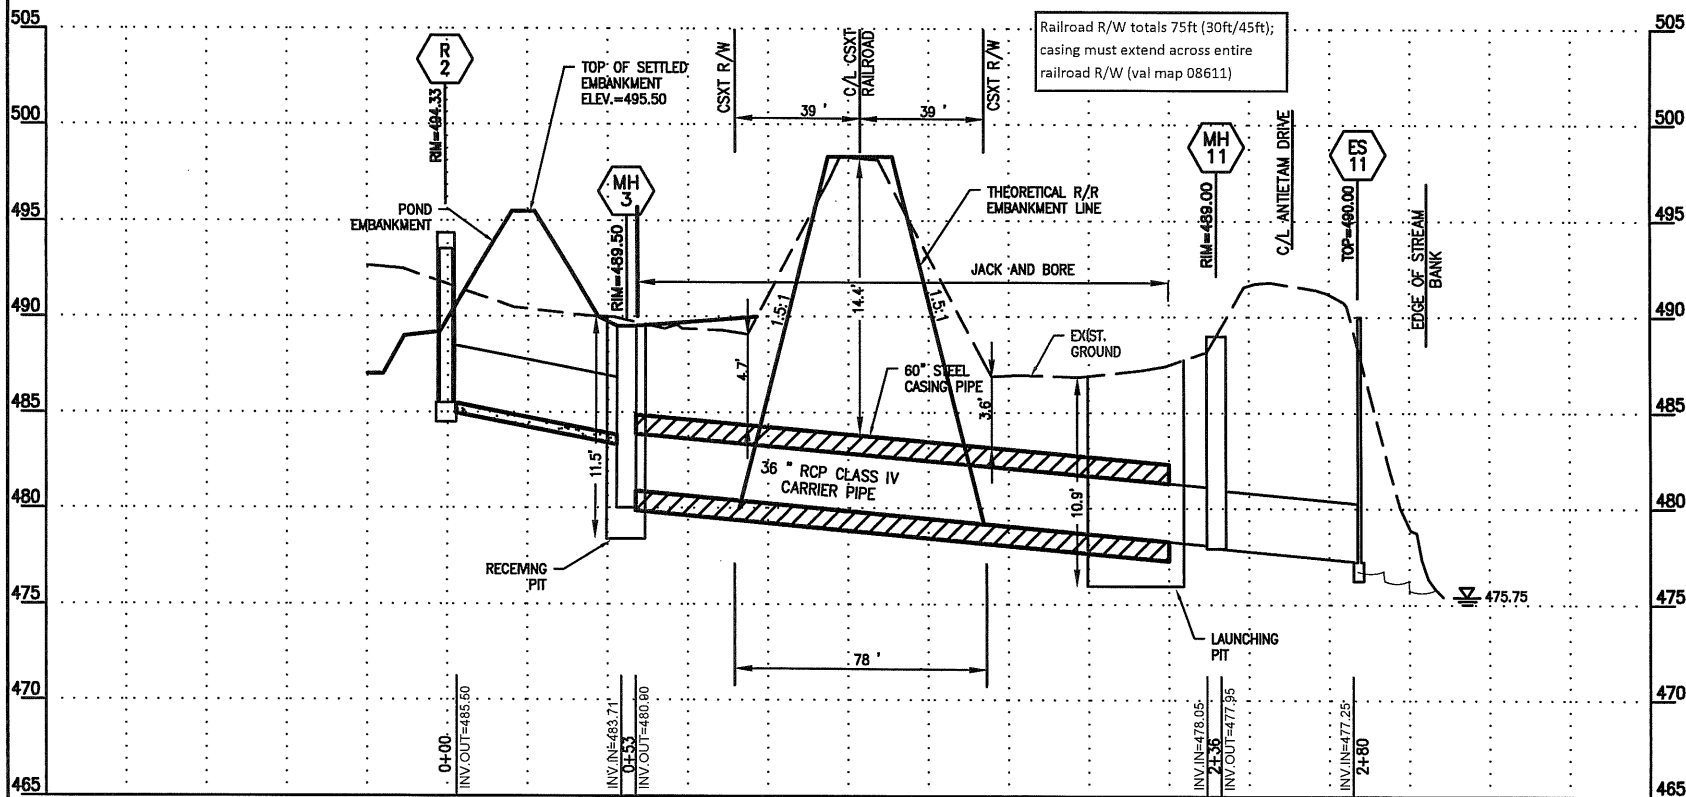 505
500
495
490
485
480
475
470
465
505
500
495
490
485
480
475
470
465
Railroad R/W totals 75ft (30ft/45ft);
casing must extend across entire
railroad R/W (val map 08611)
R
2
RIM=494.33
TOP OF SETTLED
EMBANKMENT
ELEV.=495.50
POND
EMBANKMENT
MH
3
RIM=489.50
CSXT R/W
C/L CSXT
RAILROAD
CSXT R/W
39 '
39 '
THEORETICAL R/R
EMBANKMENT LINE
JACK AND BORE
MH
11
RIM=489.00
C/L ANTIETAM DRIVE
ES
11
TOP=490.00
EDGE OF STREAM
BANK
1.5:1
14.4'
1.5:1
4.7'
60" STEEL
CASING PIPE
3.6'
EXIST.
GROUND
11.5'
36 " RCP CLASS IV
CARRIER PIPE
10.9'
RECEIVING
PIT
LAUNCHING
PIT
475.75
78 '
0+00
INV.OUT=485.50
INV.IN=483.71
0+53
INV.OUT=480.90
INV.IN=478.05
2+36
INV.OUT=477.95
INV.IN=477.25
2+80